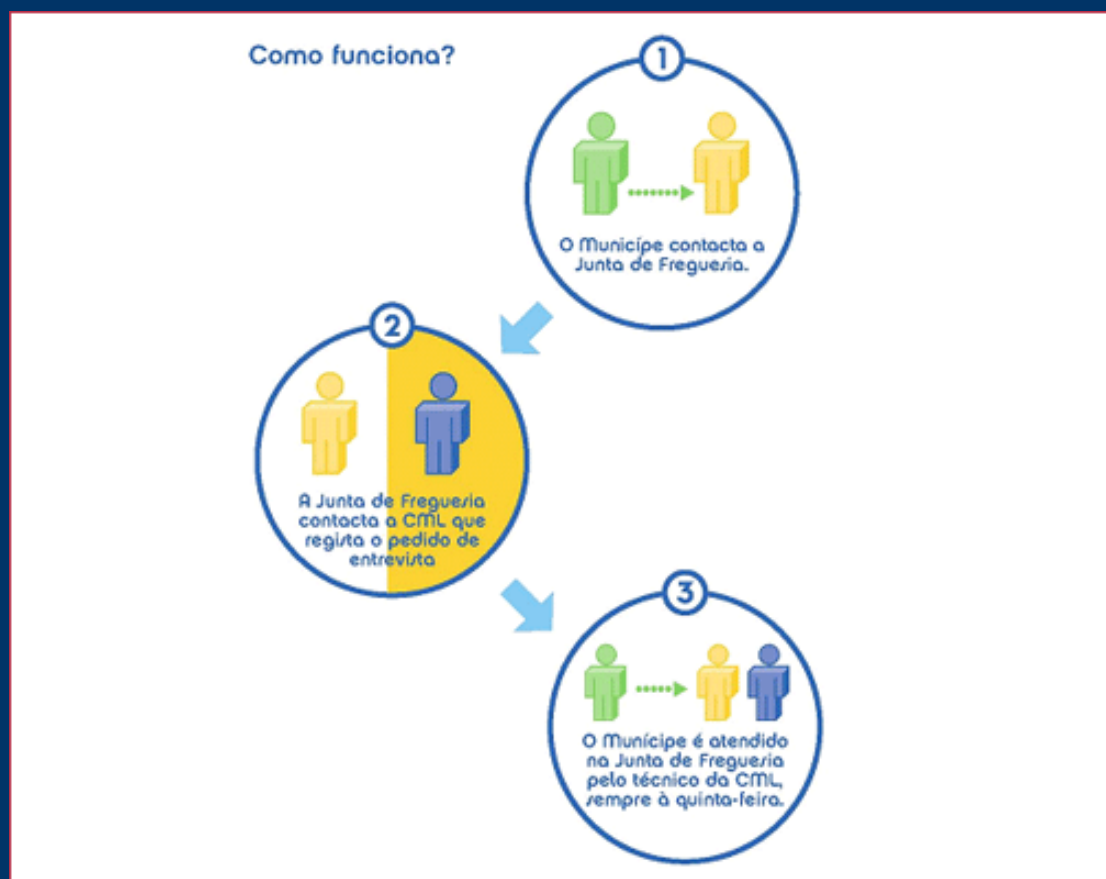 Como funciona?
1
O Munícipe contacta a
Junta de Freguesia.
2
A Junta de Freguesia
contacta a CML que
regista o pedido de
entrevista
3
O Munícipe é atendido
na Junta de Freguesia
pelo técnico da CML,
sempre à quinta-feira.